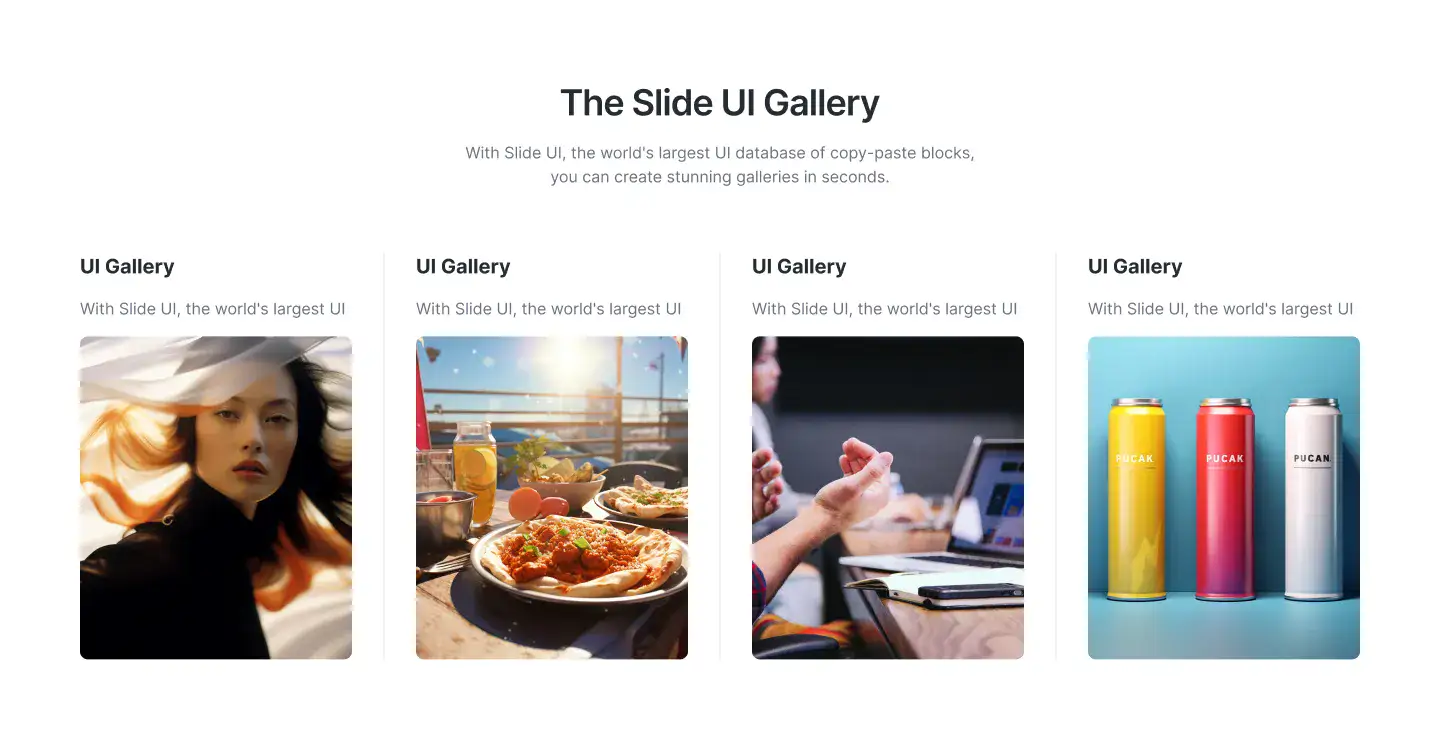 The Slide UI Gallery
With Slide UI, the world's largest UI database of copy-paste blocks,
you can create stunning galleries in seconds.
UI Gallery
With Slide UI, the world's largest UI
UI Gallery
With Slide UI, the world's largest UI
UI Gallery
With Slide UI, the world's largest UI
UI Gallery
With Slide UI, the world's largest UI
PUCAK
PUCAK
PUCAN